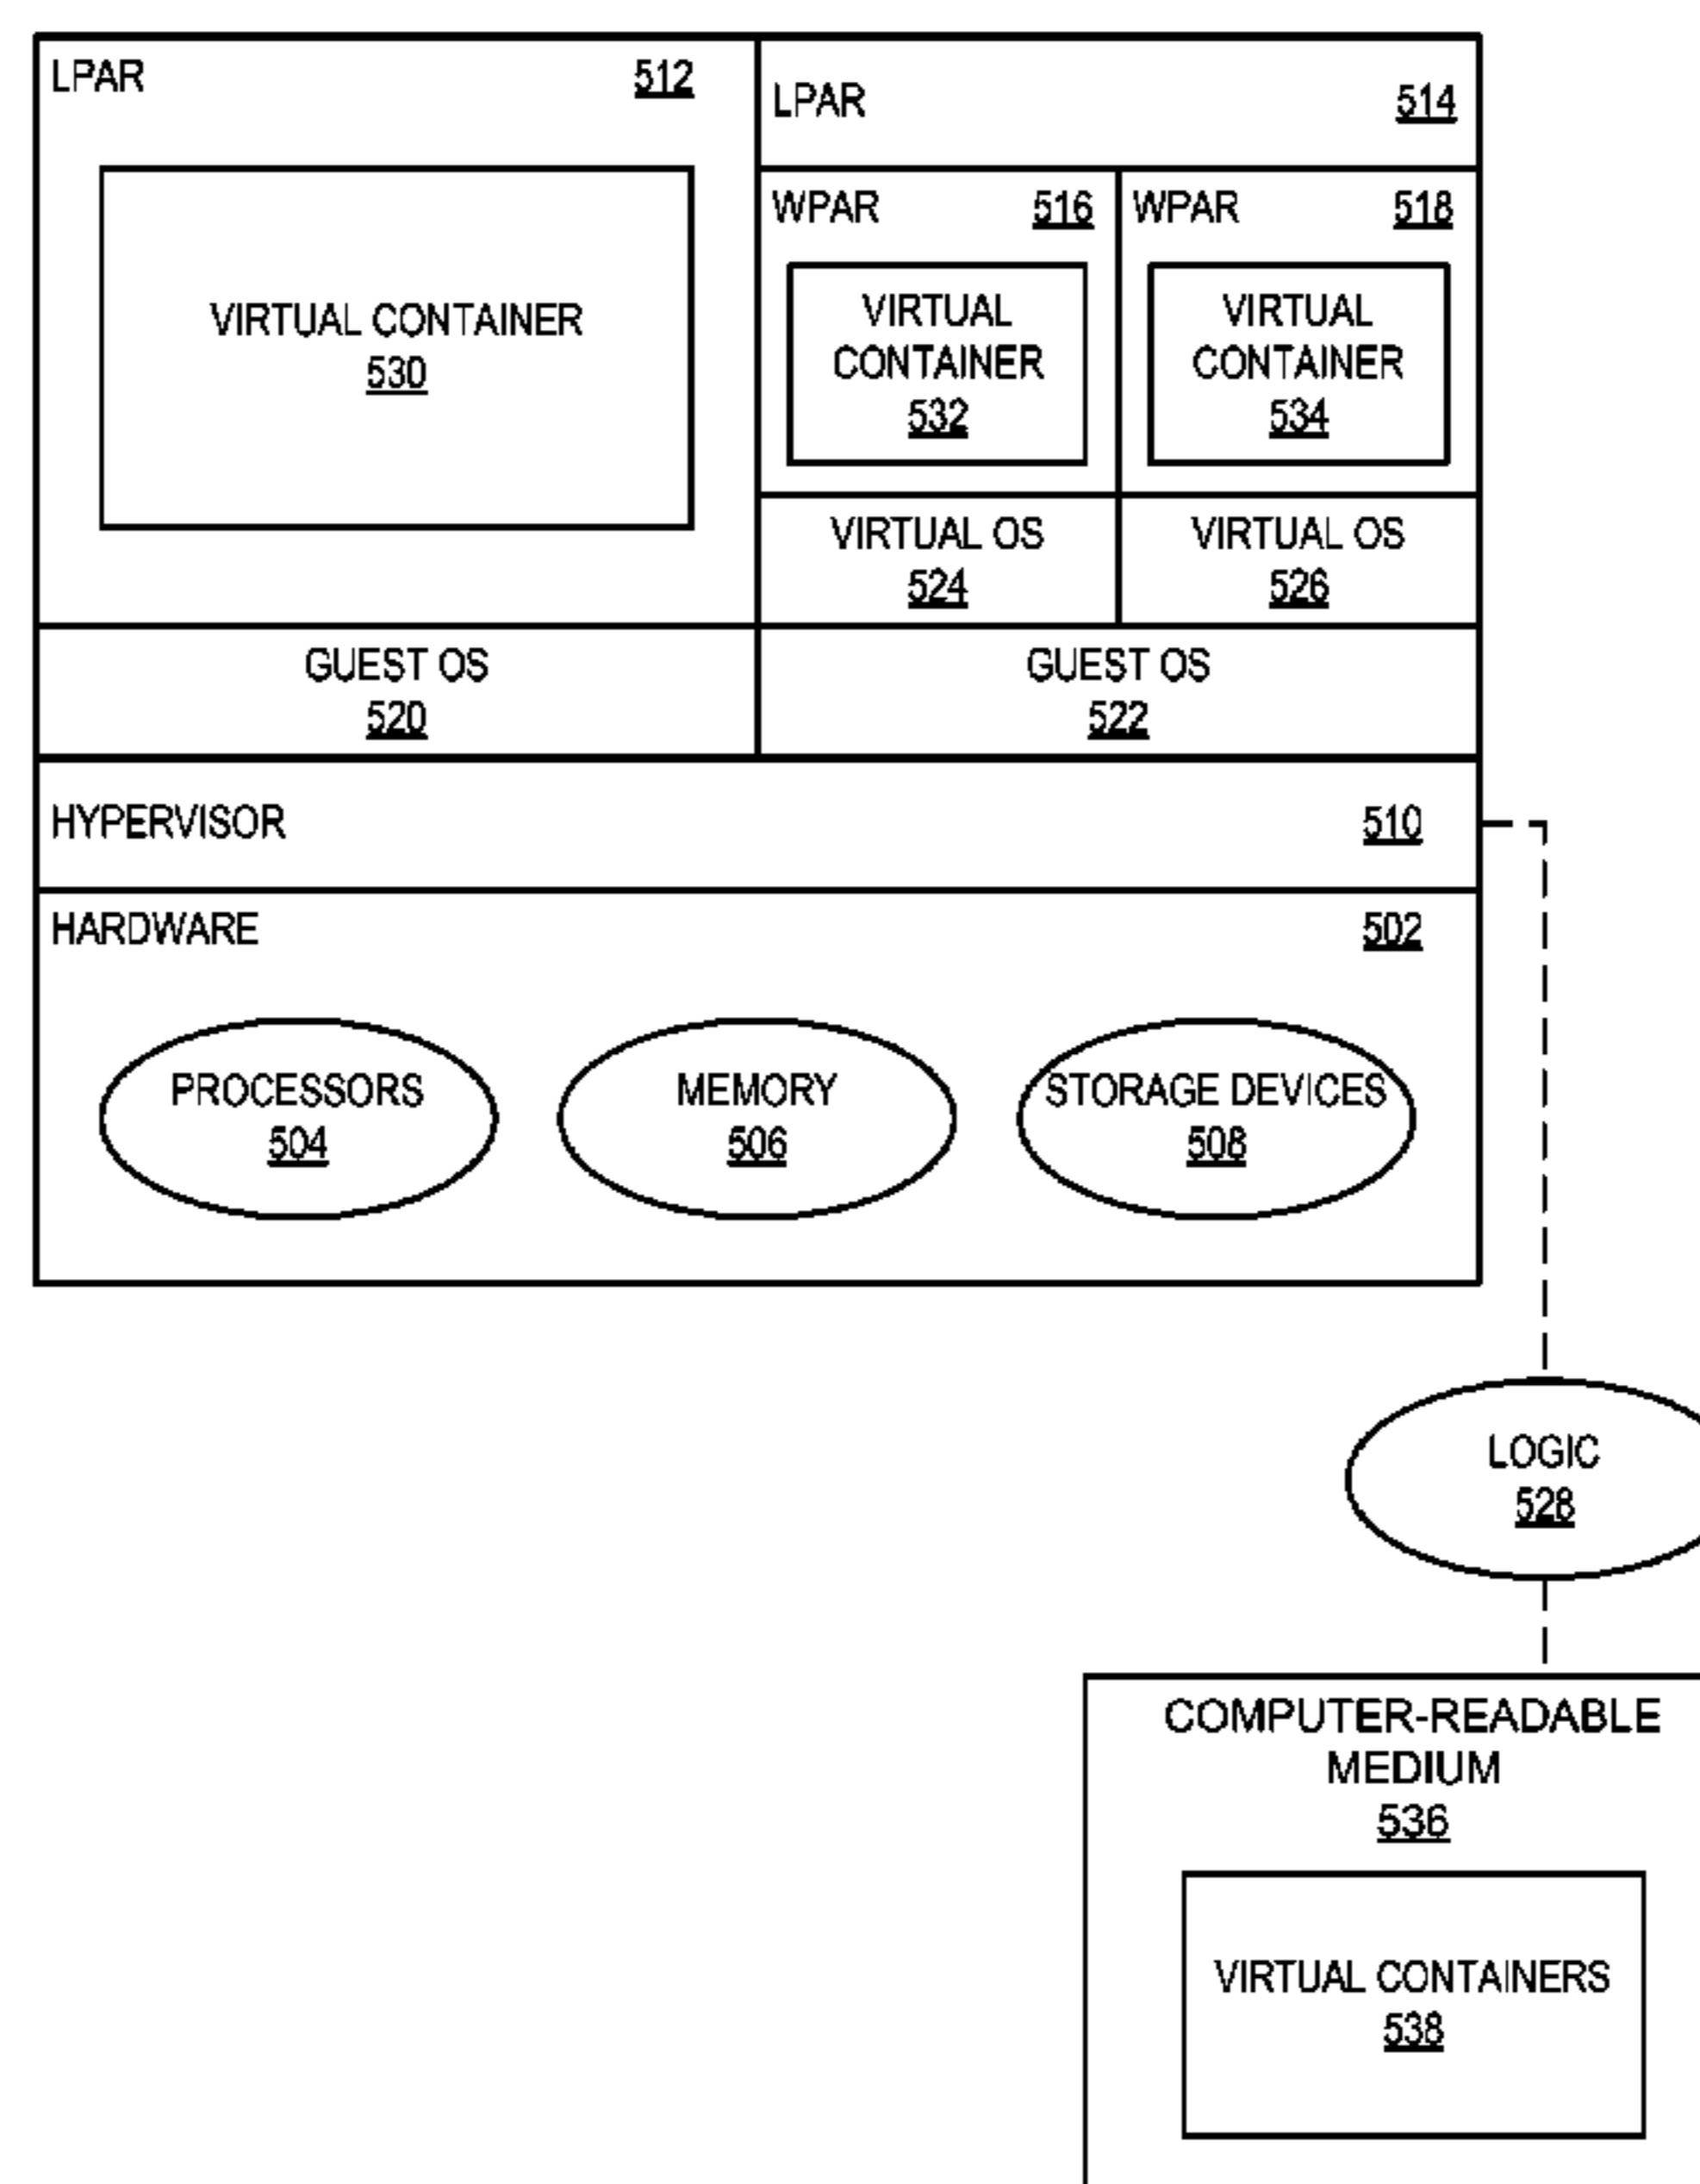 LPAR 512
VIRTUAL CONTAINER
530
LPAR 514
WPAR 516
VIRTUAL
CONTAINER
532
WPAR 518
VIRTUAL
CONTAINER
534
VIRTUAL OS
524
VIRTUAL OS
526
GUEST OS
520
GUEST OS
522
HYPERVISOR 510
HARDWARE 502
PROCESSORS
504
MEMORY
506
STORAGE DEVICES
508
LOGIC
528
COMPUTER-READABLE
MEDIUM
536
VIRTUAL CONTAINERS
538